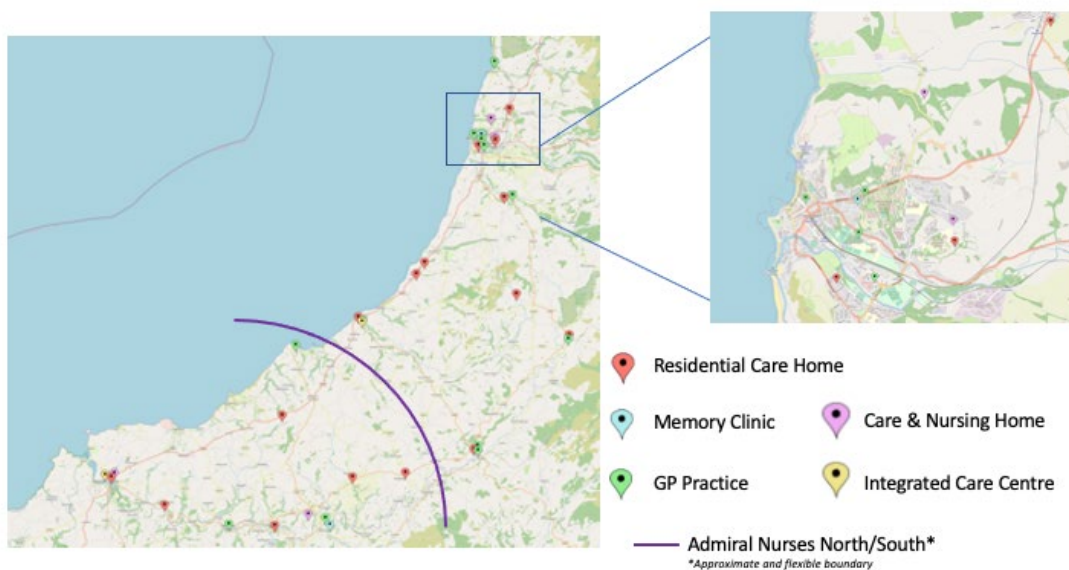 Residential Care Home
Memory Clinic
Care & Nursing Home
GP Practice
Integrated Care Centre
Admiral Nurses North/South*
*Approximate and flexible boundary